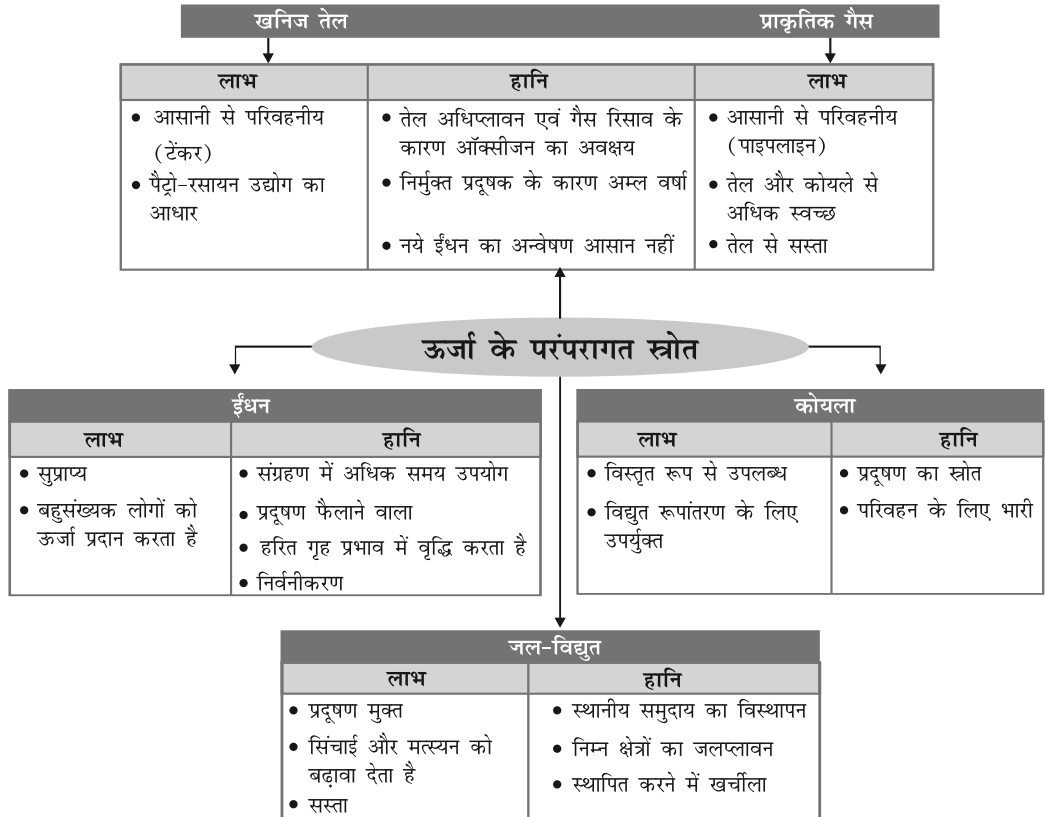 खनिज तेल
प्राकृतिक गैस
लाभ
• आसानी से परिवहनीय
(टेंकर)
• पैट्रो-रसायन उद्योग का
आधार
हानि
• तेल अधिप्लावन एवं गैस रिसाव के
कारण ऑक्सीजन का अवक्षय
• निर्मुक्त प्रदूषक के कारण अम्ल वर्षा
• नये ईंधन का अन्वेषण आसान नहीं
लाभ
• आसानी से परिवहनीय
(पाइपलाइन)
• तेल और कोयले से
अधिक स्वच्छ
• तेल से सस्ता
ऊर्जा के परंपरागत स्त्रोत
ईंधन
लाभ
• सुप्राप्य
• बहुसंख्यक लोगों को
ऊर्जा प्रदान करता है
हानि
• संग्रहण में अधिक समय उपयोग
• प्रदूषण फैलाने वाला
• हरित गृह प्रभाव में वृद्धि करता है
• निर्वनीकरण
कोयला
लाभ
• विस्तृत रूप से उपलब्ध
• विद्युत रूपांतरण के लिए
उपर्युक्त
हानि
• प्रदूषण का स्त्रोत
• परिवहन के लिए भारी
जल-विद्युत
लाभ
• प्रदूषण मुक्त
• सिंचाई और मत्स्यन को
बढ़ावा देता है
• सस्ता
हानि
• स्थानीय समुदाय का विस्थापन
• निम्न क्षेत्रों का जलप्लावन
• स्थापित करने में खर्चीला